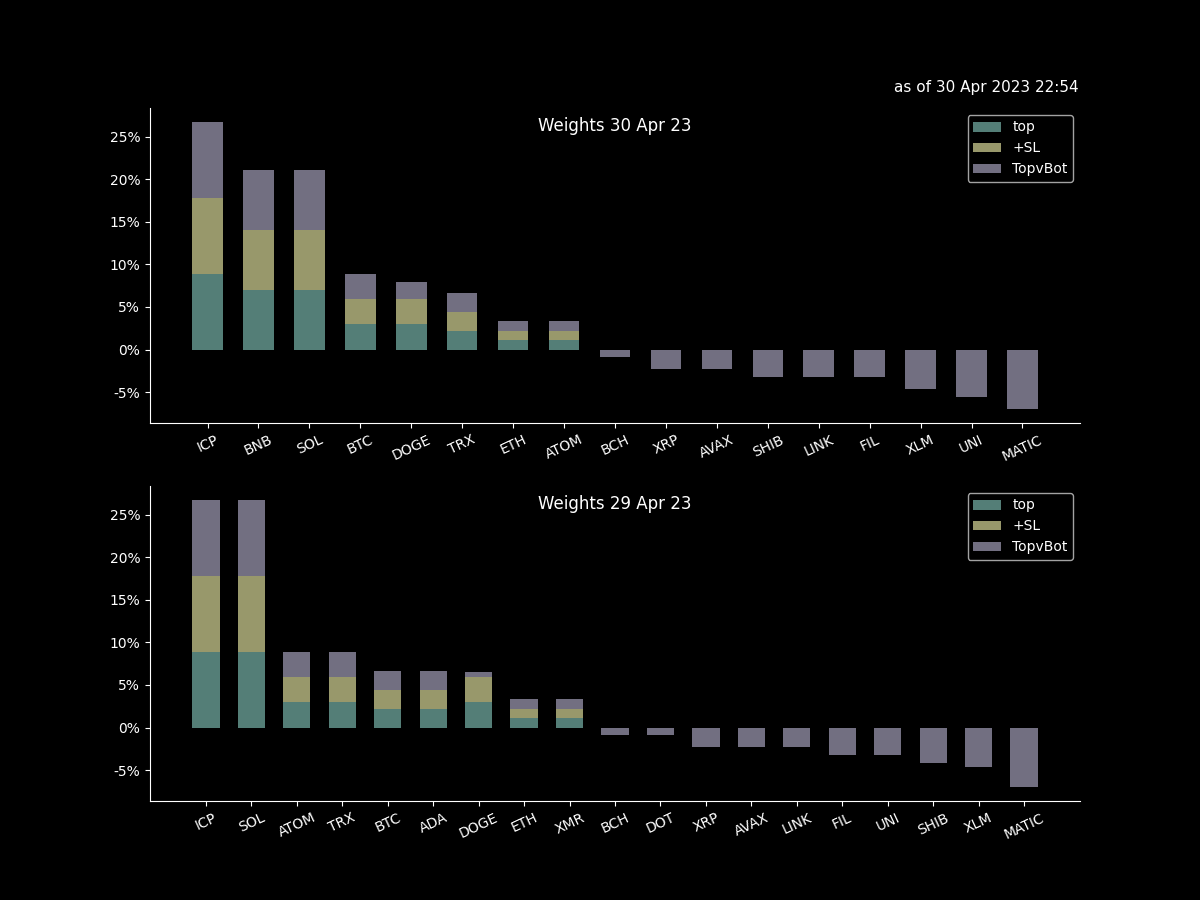 as of 30 Apr 2023 22:54
Weights 30 Apr 23
top
+SL
TopvBot
25%
20%
15%
10%
5%
0%
-5%
ICP BNB SOL BTC DOGE TRX ETH ATOM BCH XRP AVAX SHIB LINK FIL XLM UNI MATIC
Weights 29 Apr 23
top
+SL
TopvBot
25%
20%
15%
10%
5%
0%
-5%
ICP SOL ATOM TRX BTC ADA DOGE ETH XMR BCH DOT XRP AVAX LINK FIL UNI SHIB XLM MATIC